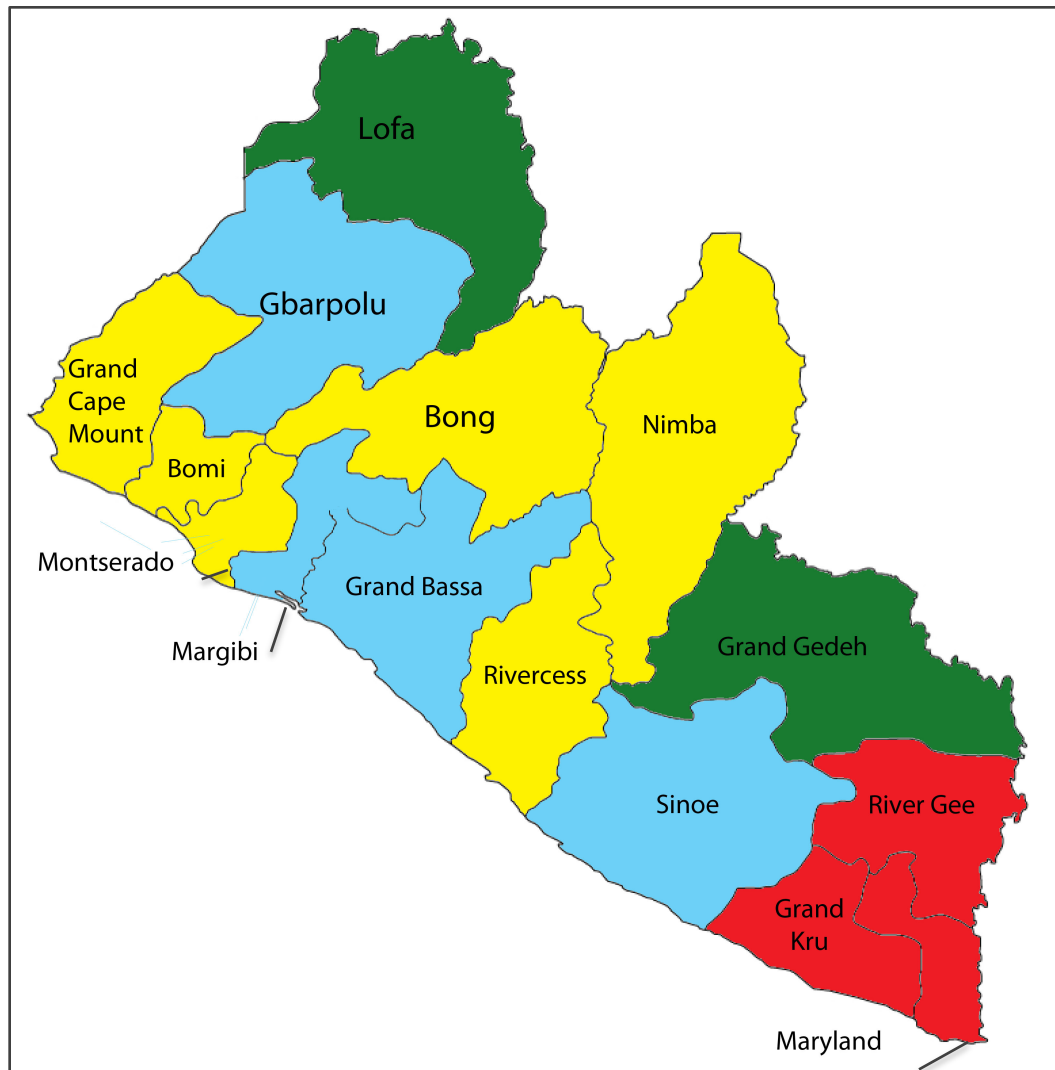 Lofa
Gbarpolu
Grand
Cape
Mount
Bong
Nimba
Bomi
Montserado
Grand Bassa
Margibi
Rivercess
Grand Gedeh
Sinoe
River Gee
Grand
Kru
Maryland